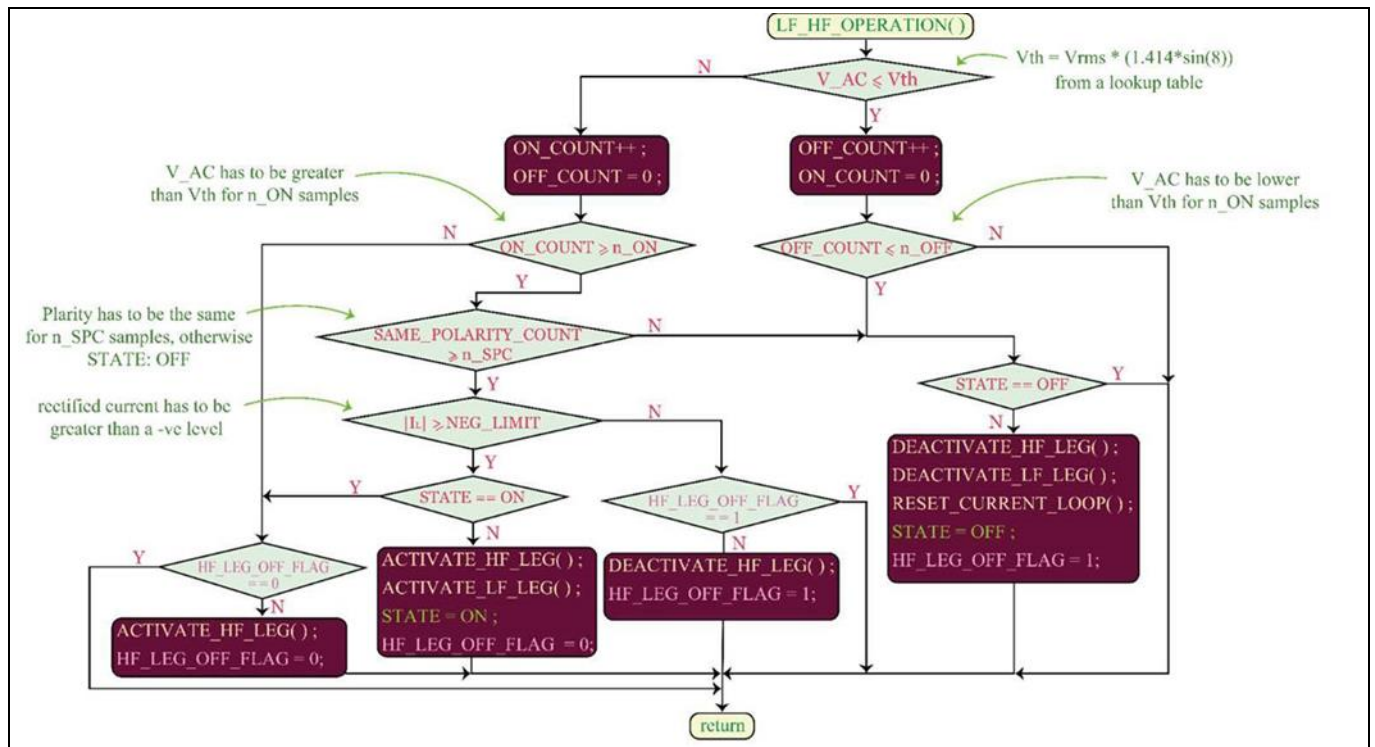 LF_HF_OPERATION( )
Vth = Vrms * (1.414*sin(8))
from a lookup table
N
V_AC ⩽ Vth
Y
ON_COUNT++ ;
OFF_COUNT = 0 ;
OFF_COUNT++ ;
ON_COUNT = 0 ;
V_AC has to be greater
than Vth for n_ON samples
V_AC has to be lower
than Vth for n_ON samples
N
ON_COUNT ⩾ n_ON
Y
OFF_COUNT ⩽ n_OFF
N
Y
Plarity has to be the same
for n_SPC samples, otherwise
STATE: OFF
SAME_POLARITY_COUNT
⩾ n_SPC
N
Y
STATE == OFF
Y
N
rectified current has to be
greater than a -ve level
|IL| ⩾ NEG_LIMIT
N
Y
DEACTIVATE_HF_LEG( ) ;
DEACTIVATE_LF_LEG( ) ;
RESET_CURRENT_LOOP( ) ;
STATE = OFF ;
HF_LEG_OFF_FLAG = 1;
Y
STATE == ON
N
HF_LEG_OFF_FLAG
== 1
Y
N
Y
HF_LEG_OFF_FLAG
==0
N
ACTIVATE_HF_LEG( ) ;
ACTIVATE_LF_LEG( ) ;
STATE = ON ;
HF_LEG_OFF_FLAG = 0;
DEACTIVATE_HF_LEG( ) ;
HF_LEG_OFF_FLAG = 1;
ACTIVATE_HF_LEG( ) ;
HF_LEG_OFF_FLAG = 0;
return